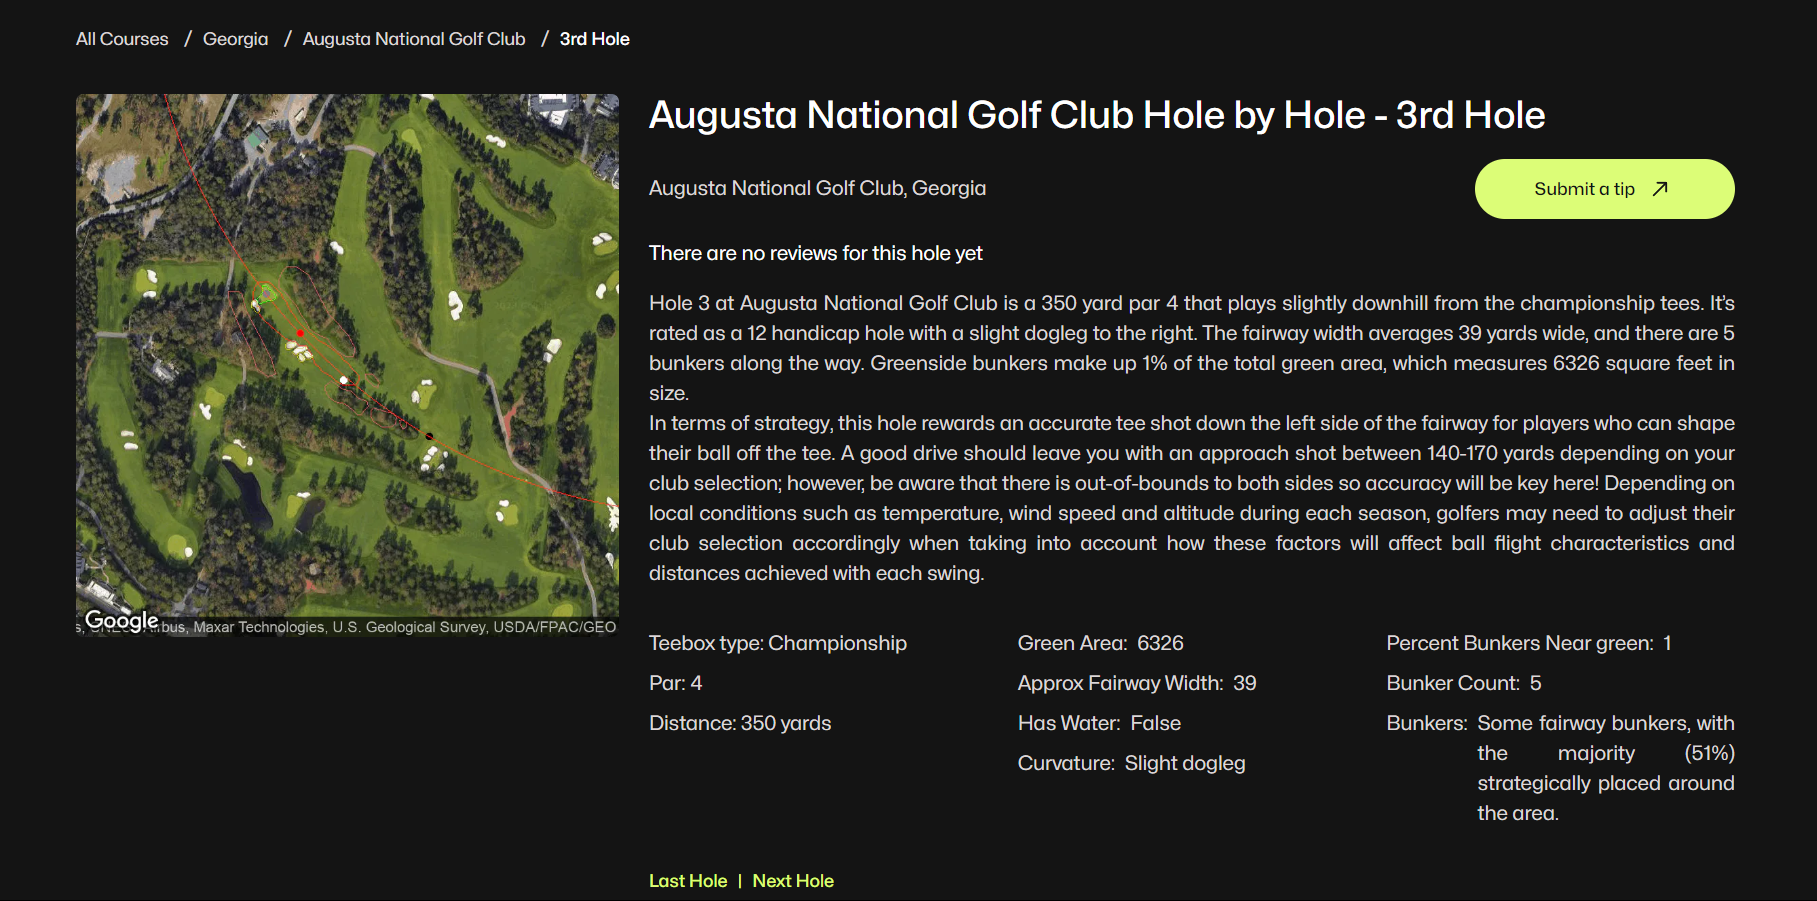 All Courses / Georgia / Augusta National Golf Club / 3rd Hole
Augusta National Golf Club Hole by Hole - 3rd Hole
Augusta National Golf Club, Georgia
Submit a tip
There are no reviews for this hole yet
Hole 3 at Augusta National Golf Club is a 350 yard par 4 that plays slightly downhill from the championship tees. It's
rated as a 12 handicap hole with a slight dogleg to the right. The fairway width averages 39 yards wide, and there are 5
bunkers along the way. Greenside bunkers make up 1% of the total green area, which measures 6326 square feet in
size.
In terms of strategy, this hole rewards an accurate tee shot down the left side of the fairway for players who can shape
their ball off the tee. A good drive should leave you with an approach shot between 140-170 yards depending on your
club selection; however, be aware that there is out-of-bounds to both sides so accuracy will be key here! Depending on
local conditions such as temperature, wind speed and altitude during each season, golfers may need to adjust their
club selection accordingly when taking into account how these factors will affect ball flight characteristics and
distances achieved with each swing.
Google
Maxar Technologies, U.S. Geological Survey, USDA/FPAC/GEO
Teebox type: Championship
Par: 4
Distance: 350 yards
Green Area: 6326
Approx Fairway Width: 39
Has Water: False
Curvature: Slight dogleg
Percent Bunkers Near green: 1
Bunker Count: 5
Bunkers: Some fairway bunkers, with
the majority (51%)
strategically placed around
the area.
Last Hole | Next Hole